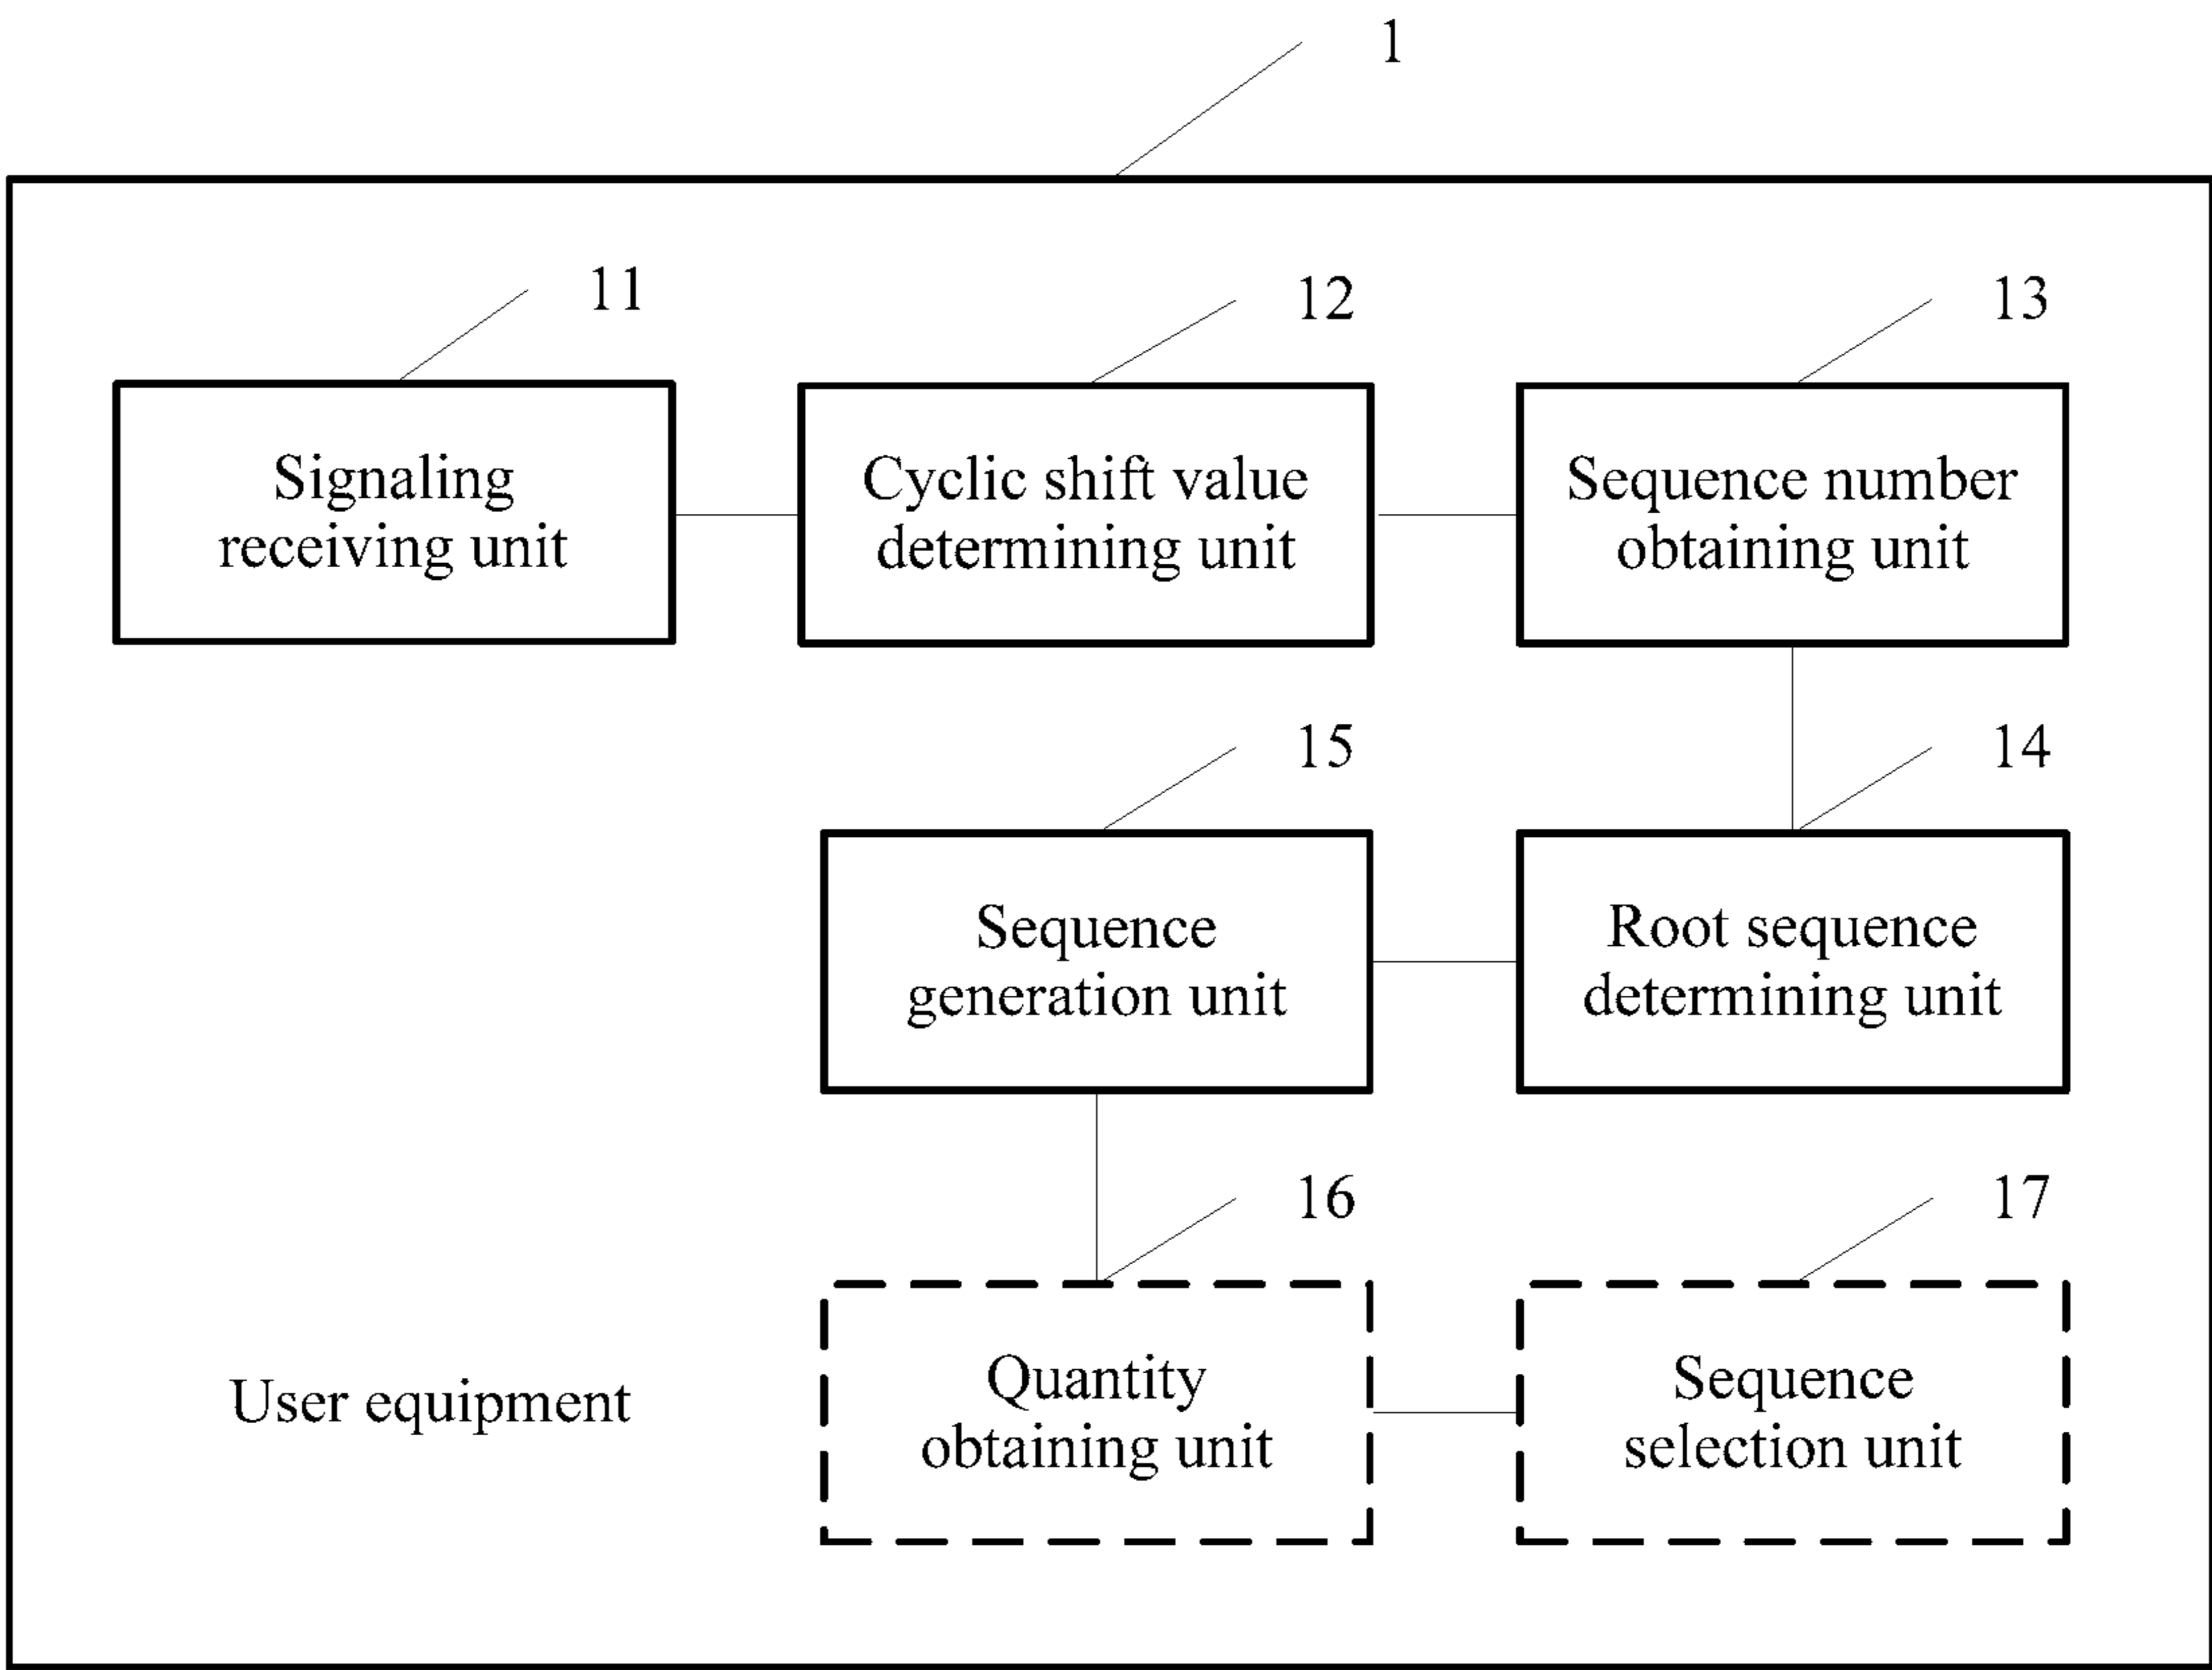 1
11
12
13
Signaling
receiving unit
Cyclic shift value
determining unit
Sequence number
obtaining unit
15
14
Sequence
generation unit
Root sequence
determining unit
16
17
User equipment
Quantity
obtaining unit
Sequence
selection unit